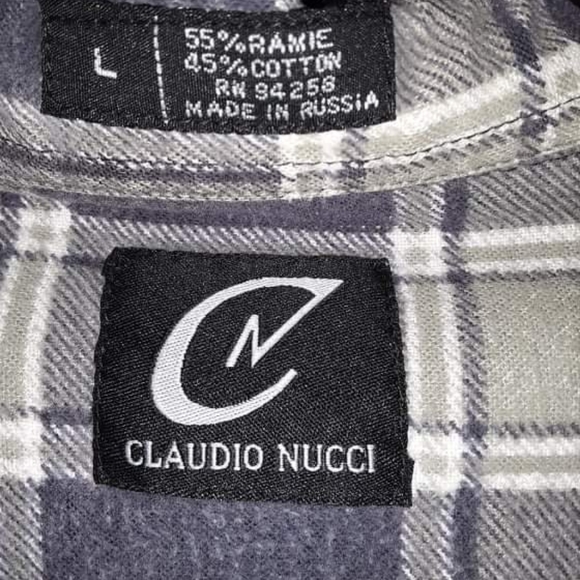 L
55% RAMIE
45% COTTON
RN 94258
MADE IN RUSSIA
CN
CLAUDIO NUCCI